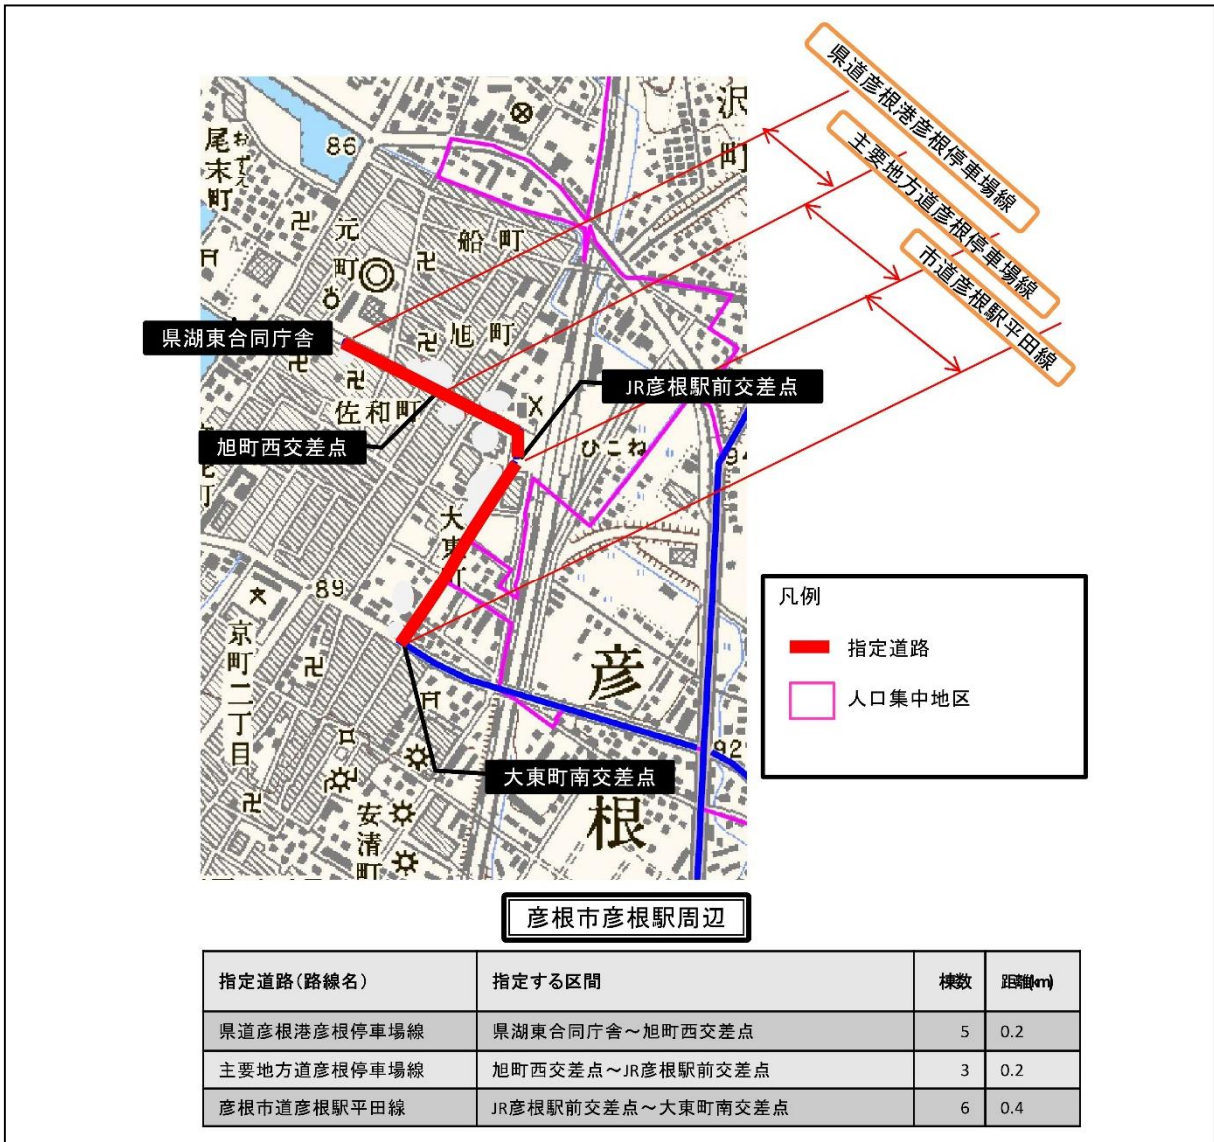 県道彦根港彦根停車場線
主要地方道彦根停車場線
市道彦根駅平田線
沢町
尾末町
おずえ
86
元町
船町
旭町
県湖東合同庁舎
佐和町
JR彦根駅前交差点
旭町西交差点
ひこね
94
大東町
89
京町二丁目
彦根
92
大東町南交差点
安清町
凡例
指定道路
人口集中地区
彦根市彦根駅周辺
指定道路(路線名) 指定する区間 棟数 距離(km)
県道彦根港彦根停車場線 県湖東合同庁舎~旭町西交差点 5 0.2
主要地方道彦根停車場線 旭町西交差点~JR彦根駅前交差点 3 0.2
彦根市道彦根駅平田線 JR彦根駅前交差点~大東町南交差点 6 0.4